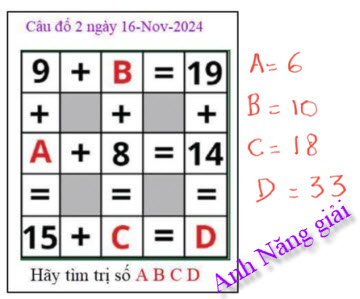 Câu đố 2 ngày 16-Nov-2024
9 + B = 19
+ + +
A + 8 = 14
= = =
15 + C = D
Hãy tìm trị số A B C D
A = 6
B = 10
C = 18
D = 33
Anh Năng giải